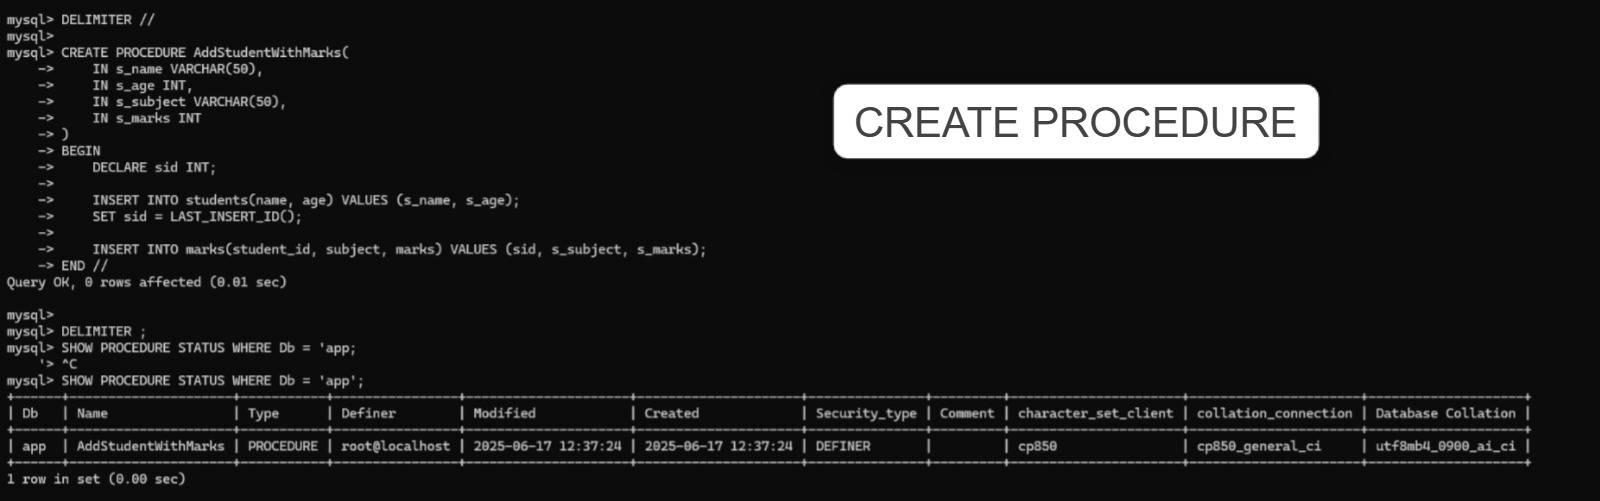 mysql> DELIMITER //
mysql>
mysql> CREATE PROCEDURE AddStudentWithMarks(
    ->     IN s_name VARCHAR(50),
    ->     IN s_age INT,
    ->     IN s_subject VARCHAR(50),
    ->     IN s_marks INT
    -> )
    -> BEGIN
    ->     DECLARE sid INT;
    ->
    ->     INSERT INTO students(name, age) VALUES (s_name, s_age);
    ->     SET sid = LAST_INSERT_ID();
    ->
    ->     INSERT INTO marks(student_id, subject, marks) VALUES (sid, s_subject, s_marks);
    -> END //
Query OK, 0 rows affected (0.01 sec)
CREATE PROCEDURE
mysql>
mysql> DELIMITER ;
mysql> SHOW PROCEDURE STATUS WHERE Db = 'app;
    '> ^C
mysql> SHOW PROCEDURE STATUS WHERE Db = 'app';
| Db | Name | Type | Definer | Modified | Created | Security_type | Comment | character_set_client | collation_connection | Database Collation |
| app | AddStudentWithMarks | PROCEDURE | root@localhost | 2025-06-17 12:37:24 | 2025-06-17 12:37:24 | DEFINER | | cp850 | cp850_general_ci | utf8mb4_0900_ai_ci |
1 row in set (0.00 sec)